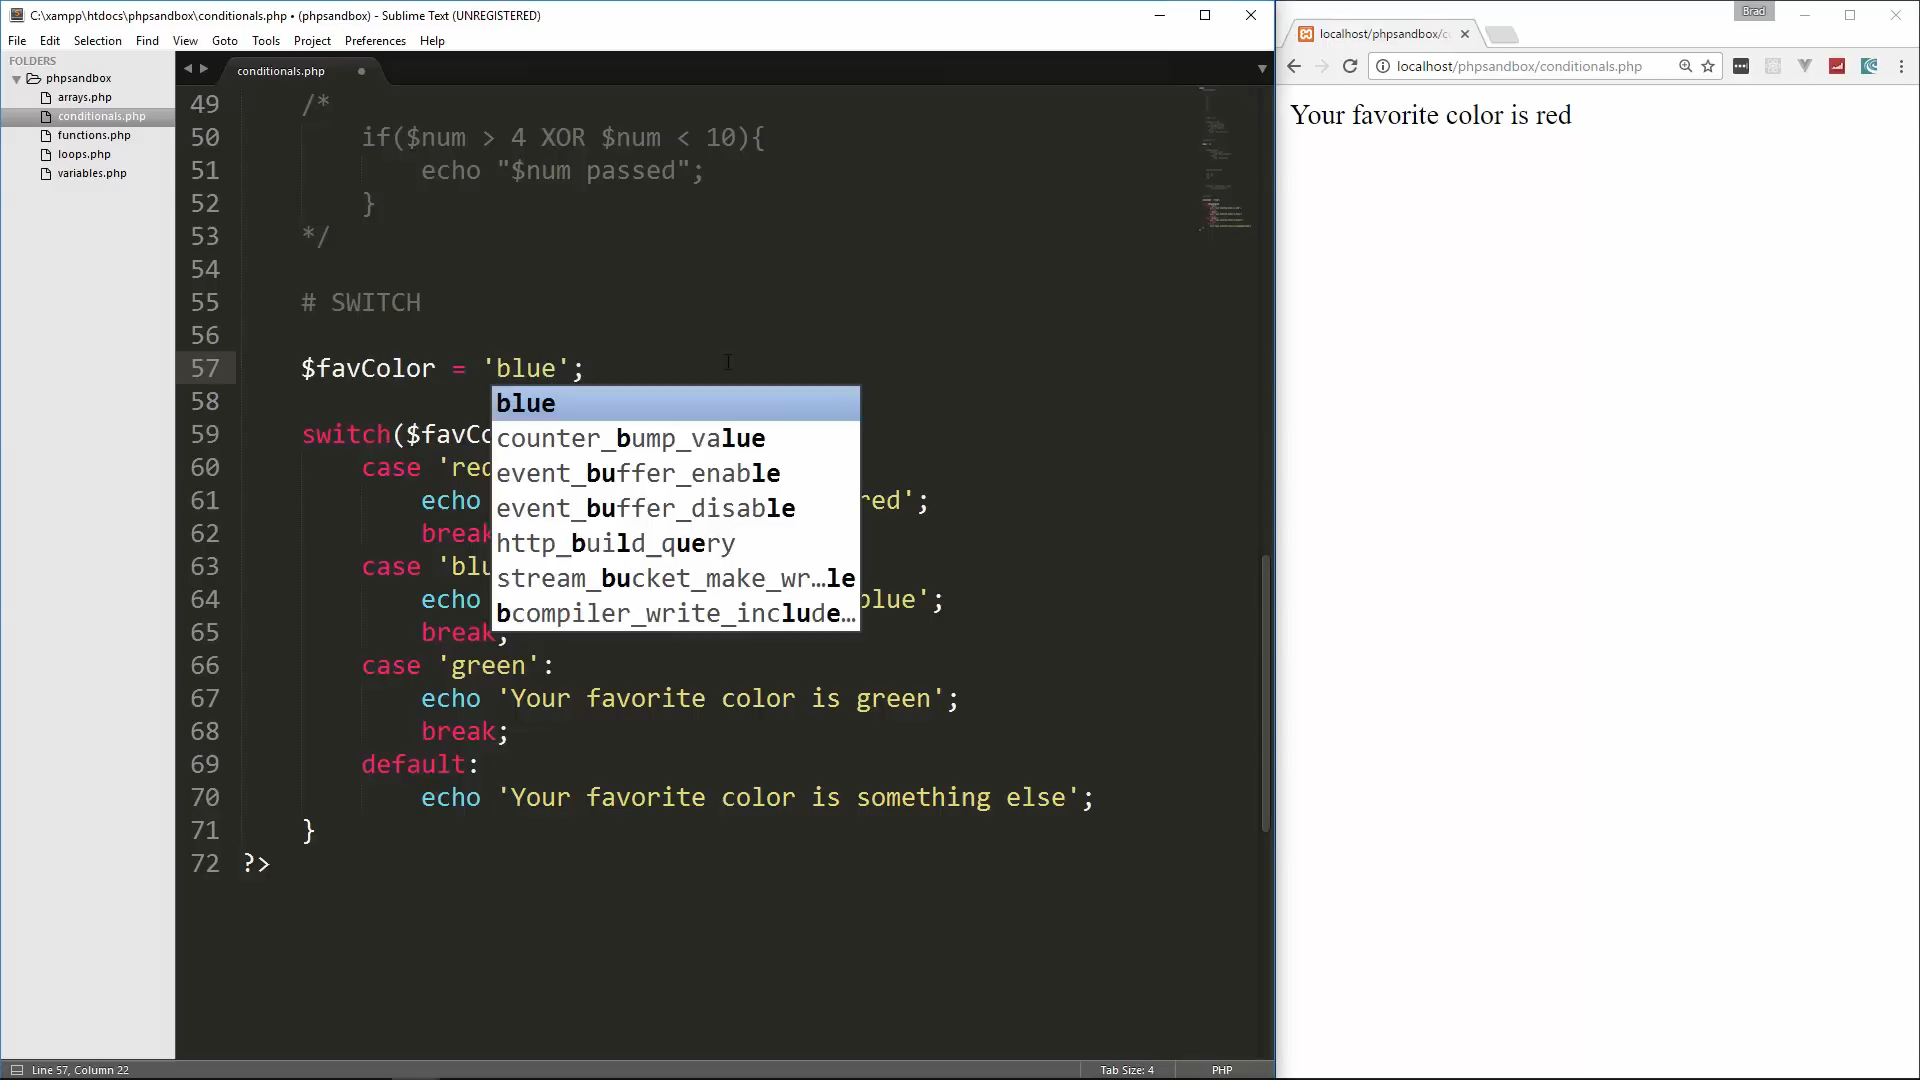 C:\xampp\htdocs\phpsandbox\conditionals.php • (phpsandbox) - Sublime Text (UNREGISTERED)
File Edit Selection Find View Goto Tools Project Preferences Help
FOLDERS
phpsandbox
arrays.php
conditionals.php
functions.php
loops.php
variables.php
conditionals.php
49 /*
50 if($num > 4 XOR $num < 10){
51 echo "$num passed";
52 }
53 */
54
55 # SWITCH
56
57 $favColor = 'blue';
58
59 switch($favCo
60 case 'red
61 echo red';
62 break
63 case 'blu
64 echo blue';
65 break;
66 case 'green':
67 echo 'Your favorite color is green';
68 break;
69 default:
70 echo 'Your favorite color is something else';
71 }
72 ?>
blue
counter_bump_value
event_buffer_enable
event_buffer_disable
http_build_query
stream_bucket_make_wr…le
bcompiler_write_include…
Line 57, Column 22
Tab Size: 4
PHP
Brad
localhost/phpsandbox/c
localhost/phpsandbox/conditionals.php
Your favorite color is red